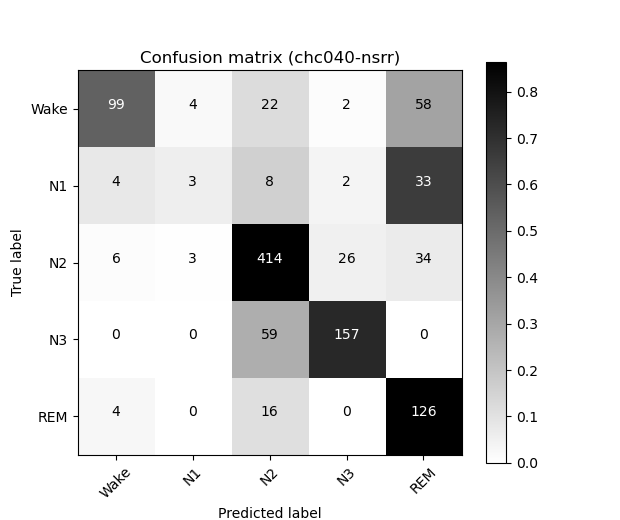 Confusion matrix (chc040-nsrr)
Wake 99 4 22 2 58
N1 4 3 8 2 33
N2 6 3 414 26 34
N3 0 0 59 157 0
REM 4 0 16 0 126
Wake N1 N2 N3 REM
True label
Predicted label
0.8
0.7
0.6
0.5
0.4
0.3
0.2
0.1
0.0